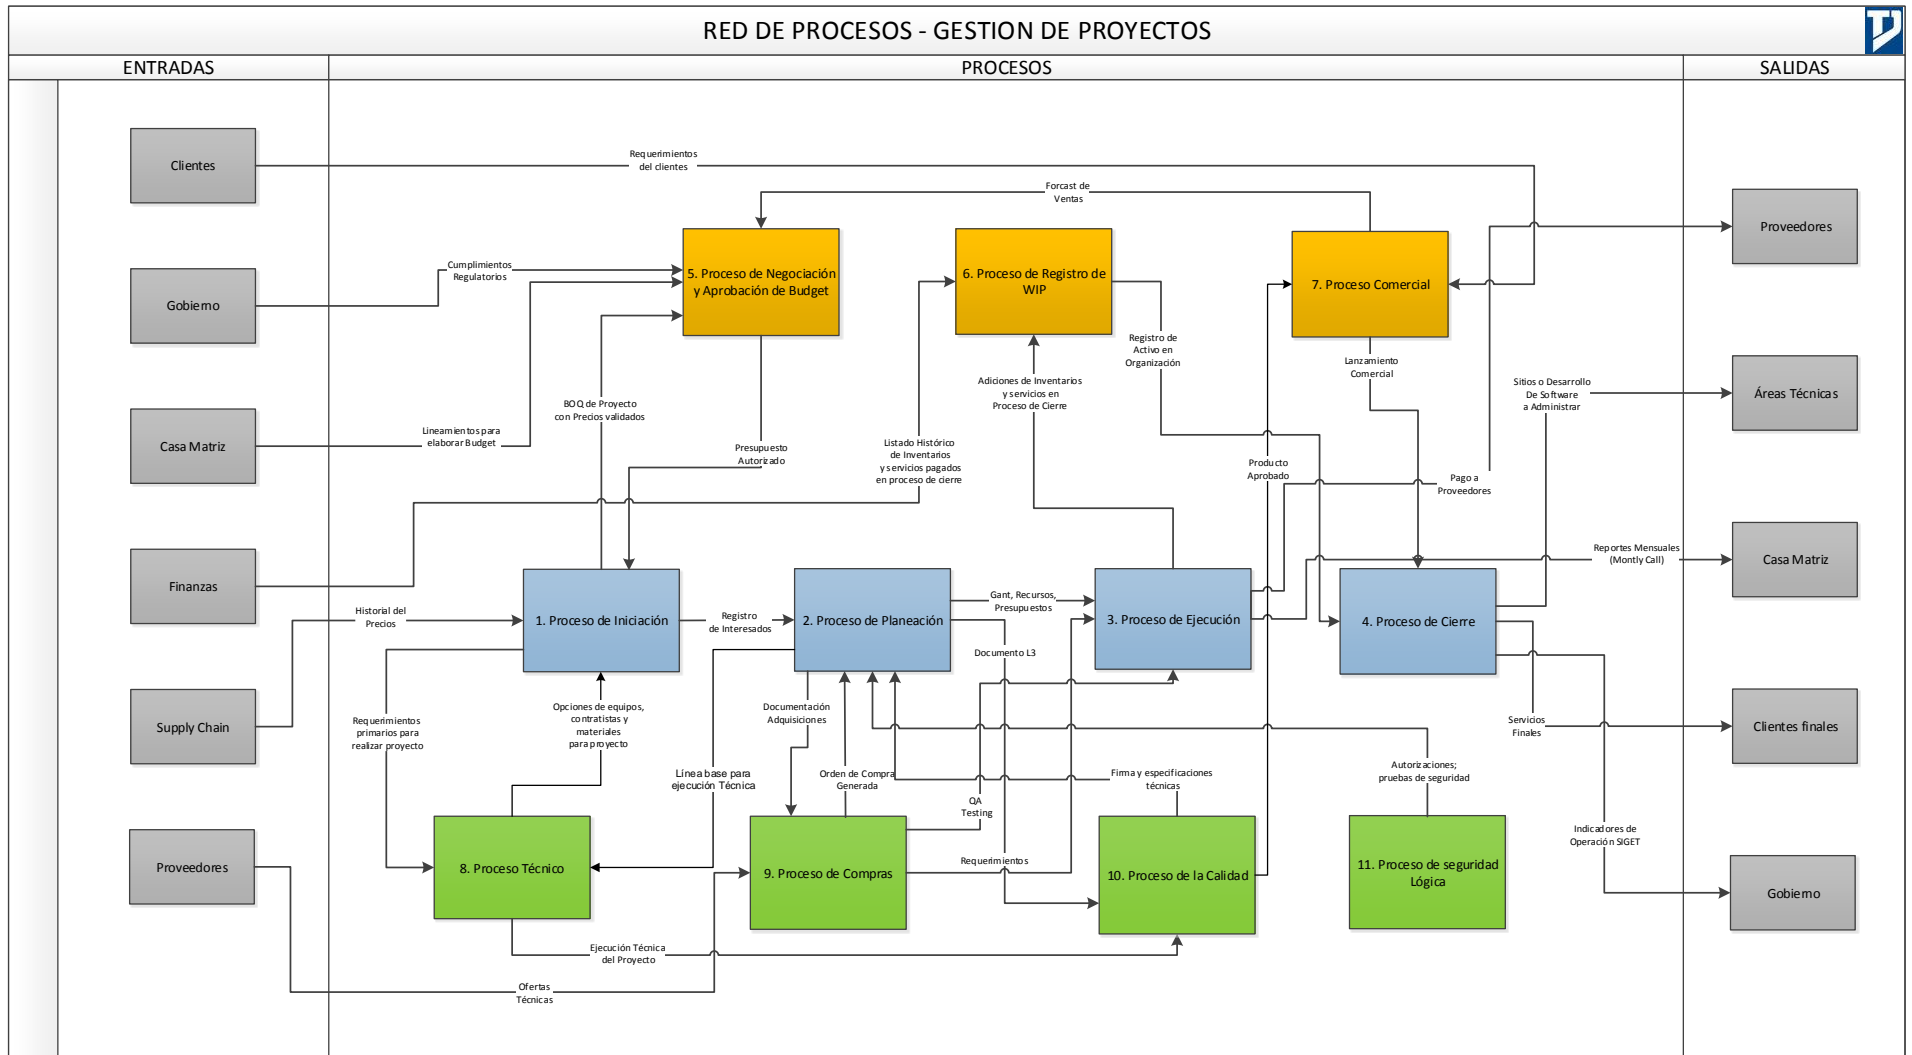 RED DE PROCESOS - GESTION DE PROYECTOS
ENTRADAS
PROCESOS
SALIDAS
Clientes
Gobierno
Casa Matriz
Finanzas
Supply Chain
Proveedores
Requerimientos
del clientes
Forcast de
Ventas
Cumplimientos
Regulatorios
Lineamientos para
elaborar Budget
5. Proceso de Negociación
y Aprobación de Budget
6. Proceso de Registro de
WIP
7. Proceso Comercial
BOQ de Proyecto
con Precios validados
Presupuesto
Autorizado
Listado Histórico
de Inventarios
y servicios pagados
en proceso de cierre
Adiciones de Inventarios
y servicios en
Proceso de Cierre
Registro de
Activo en
Organización
Producto
Aprobado
Lanzamiento
Comercial
Pago a
Proveedores
Sitios o Desarrollo
De Software
a Administrar
Reportes Mensuales
(Montly Call)
Historial del
Precios
1. Proceso de Iniciación
Registro
de Interesados
2. Proceso de Planeación
Gant, Recursos,
Presupuestos
Documento L3
3. Proceso de Ejecución
4. Proceso de Cierre
Requerimientos
primarios para
realizar proyecto
Opciones de equipos,
contratistas y
materiales
para proyecto
Línea base para
ejecución Técnica
Documentación
Adquisiciones
Orden de Compra
Generada
QA
Testing
Firma y especificaciones
técnicas
Autorizaciones;
pruebas de seguridad
Servicios
Finales
Indicadores de
Operación SIGET
8. Proceso Técnico
9. Proceso de Compras
Requerimientos
10. Proceso de la Calidad
11. Proceso de seguridad
Lógica
Ejecución Técnica
del Proyecto
Ofertas
Técnicas
Proveedores
Áreas Técnicas
Casa Matriz
Clientes finales
Gobierno